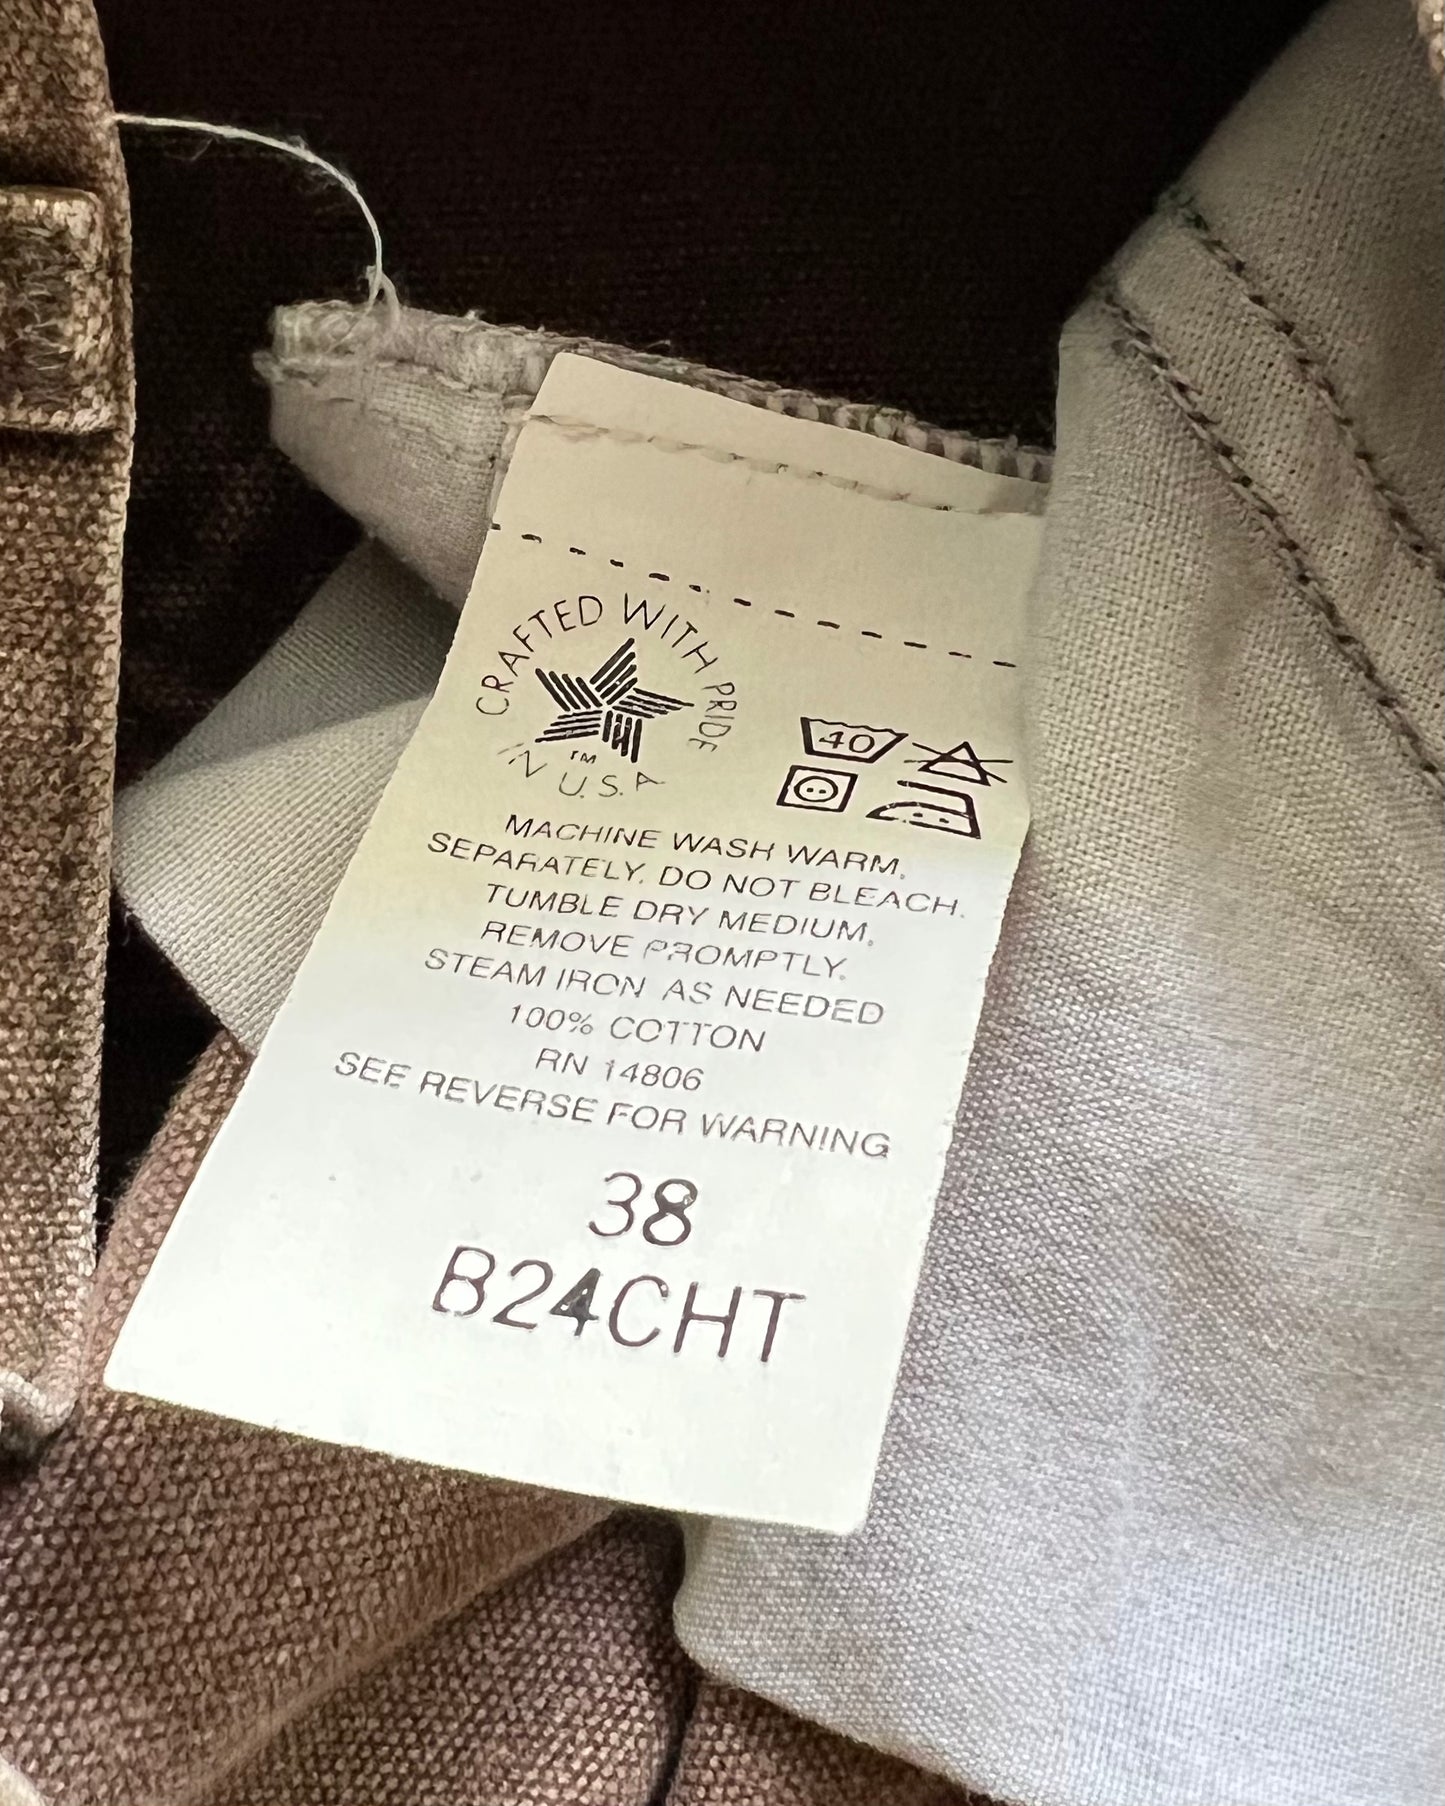 CRAFTED WITH PRIDE
TM
IN U.S.A
40
MACHINE WASH WARM,
SEPARATELY. DO NOT BLEACH.
TUMBLE DRY MEDIUM,
REMOVE PROMPTLY.
STEAM IRON AS NEEDED
100% COTTON
RN 14806
SEE REVERSE FOR WARNING
38
B24CHT